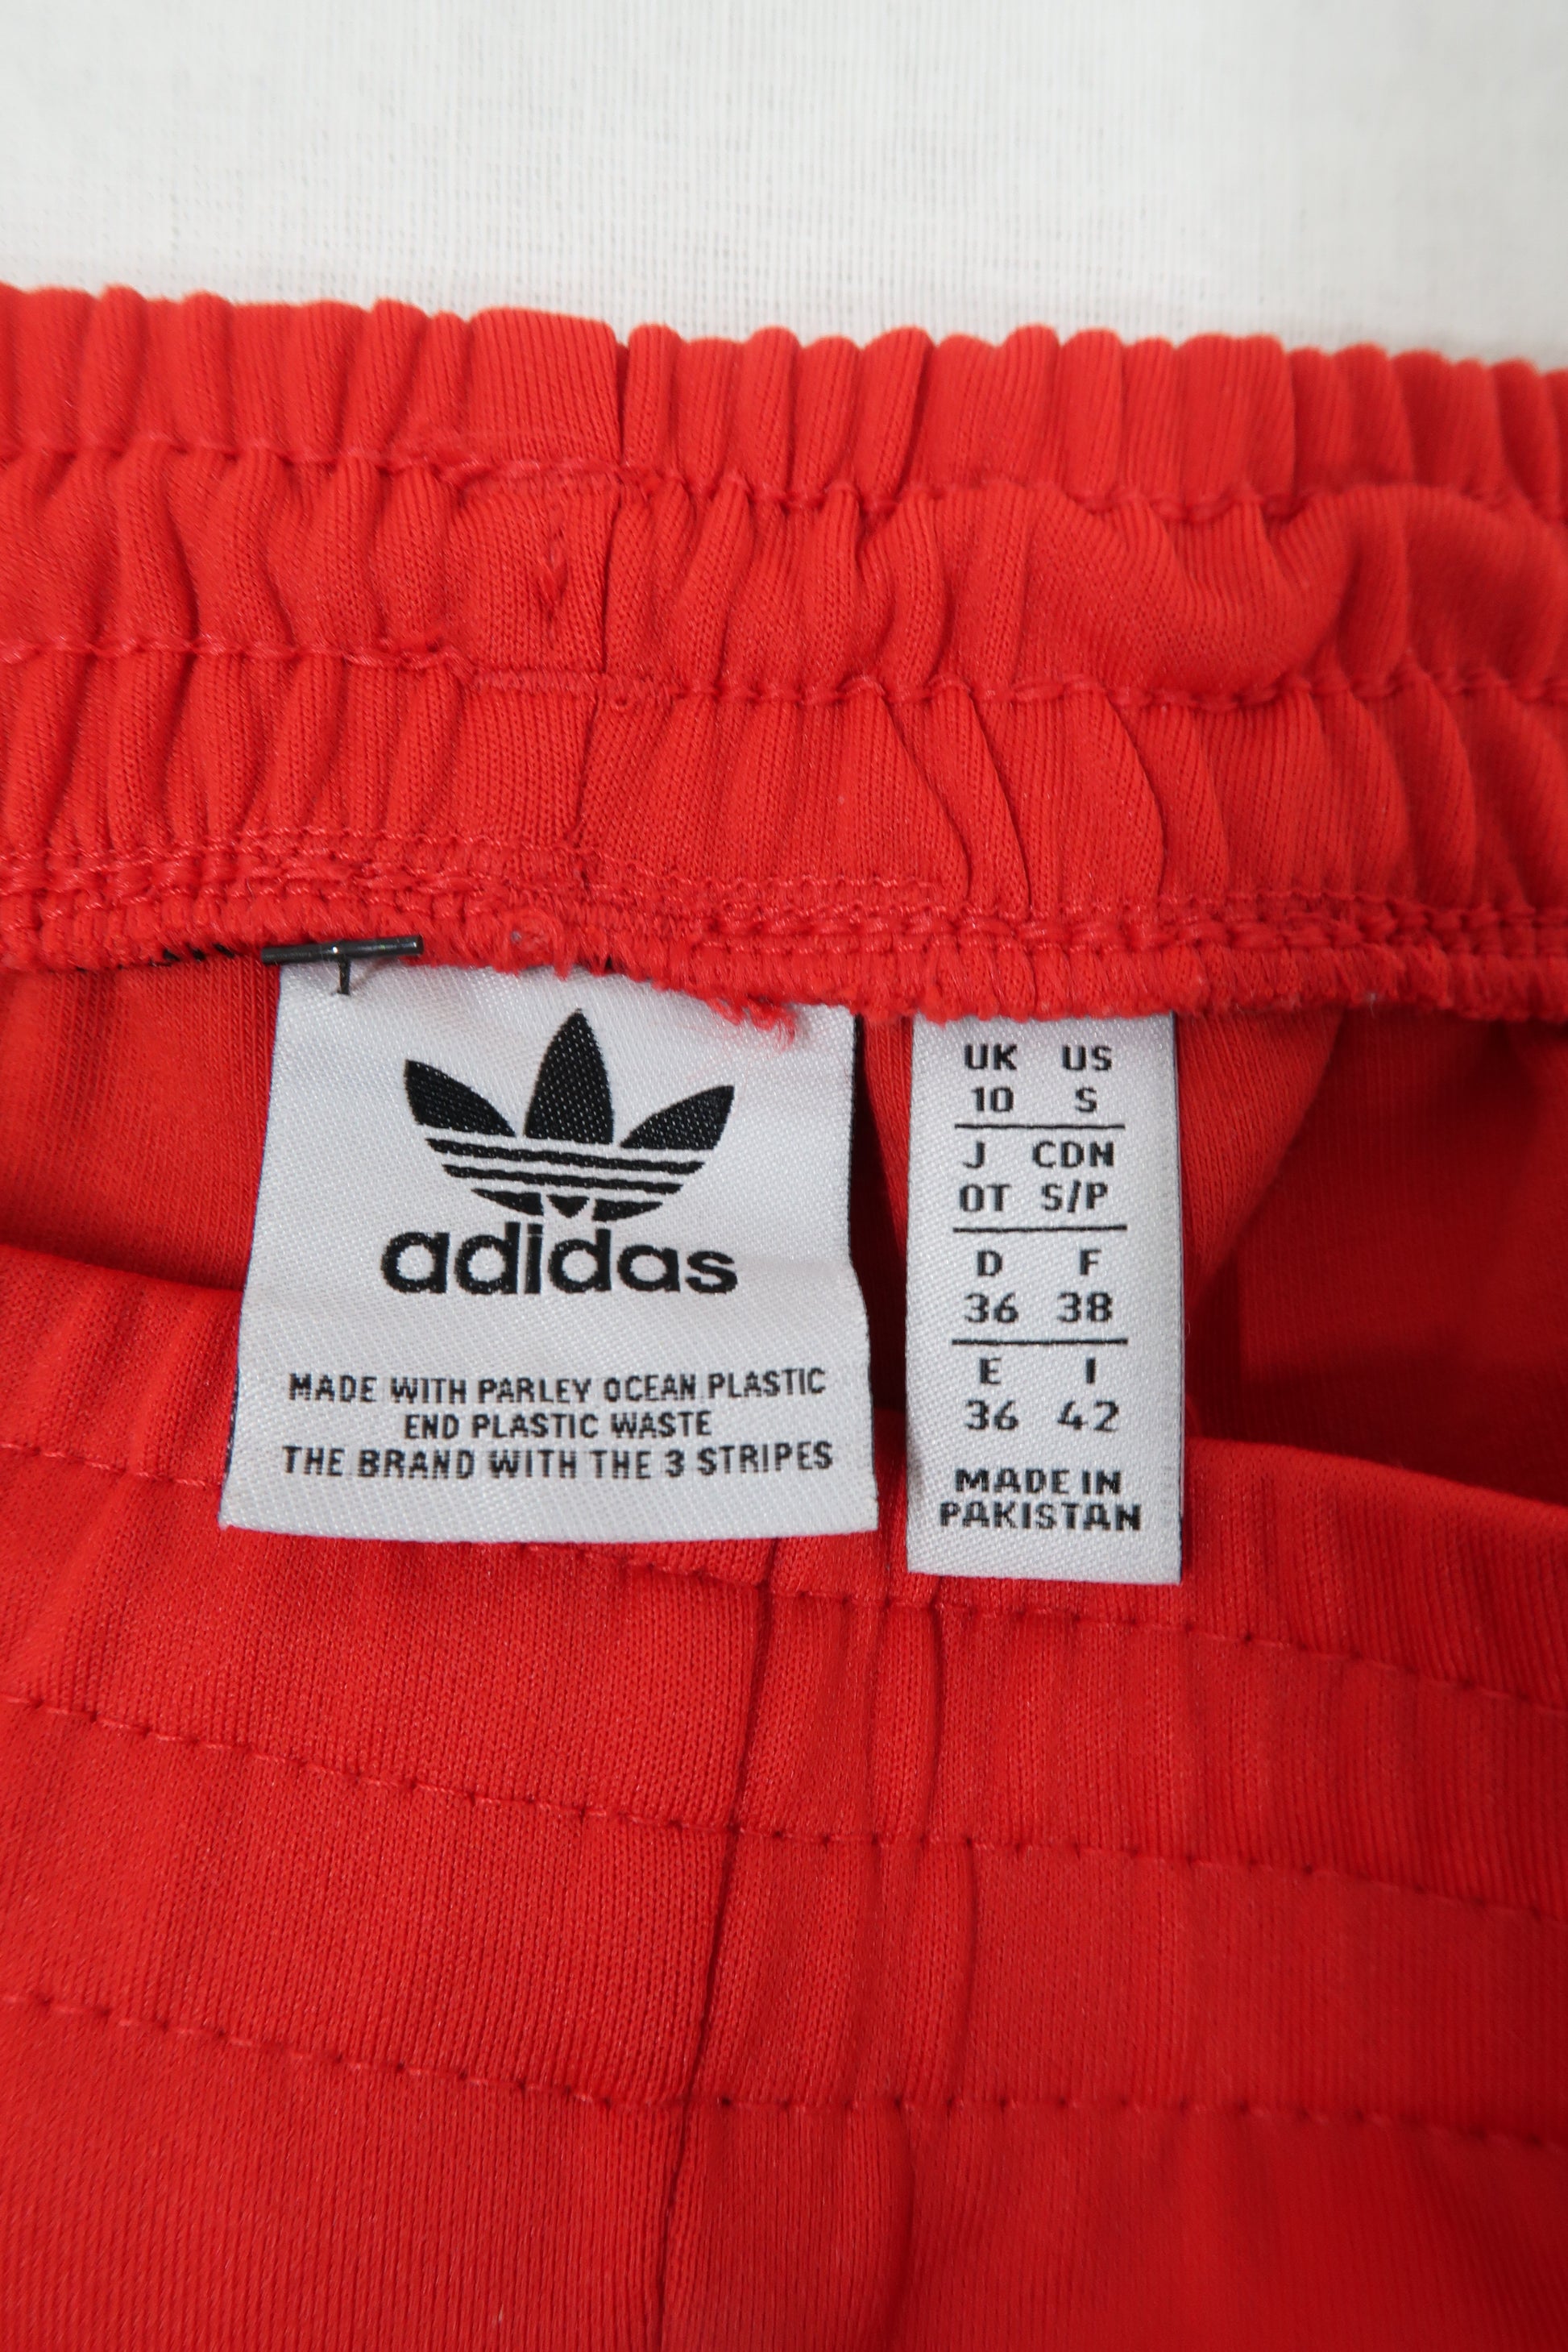 adidas
MADE WITH PARLEY OCEAN PLASTIC
END PLASTIC WASTE
THE BRAND WITH THE 3 STRIPES
UK US
10 S
J CDN
OT S/P
D F
36 38
E I
36 42
MADE IN
PAKISTAN